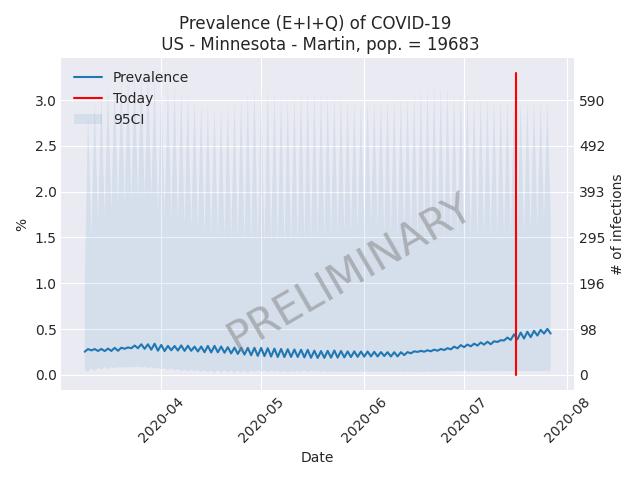 Prevalence (E+I+Q) of COVID-19
US - Minnesota - Martin, pop. = 19683
Prevalence
Today
95CI
3.0
2.5
2.0
1.5
1.0
0.5
0.0
%
590
492
393
295
196
98
0
# of infections
PRELIMINARY
2020-04
2020-05
2020-06
2020-07
2020-08
Date